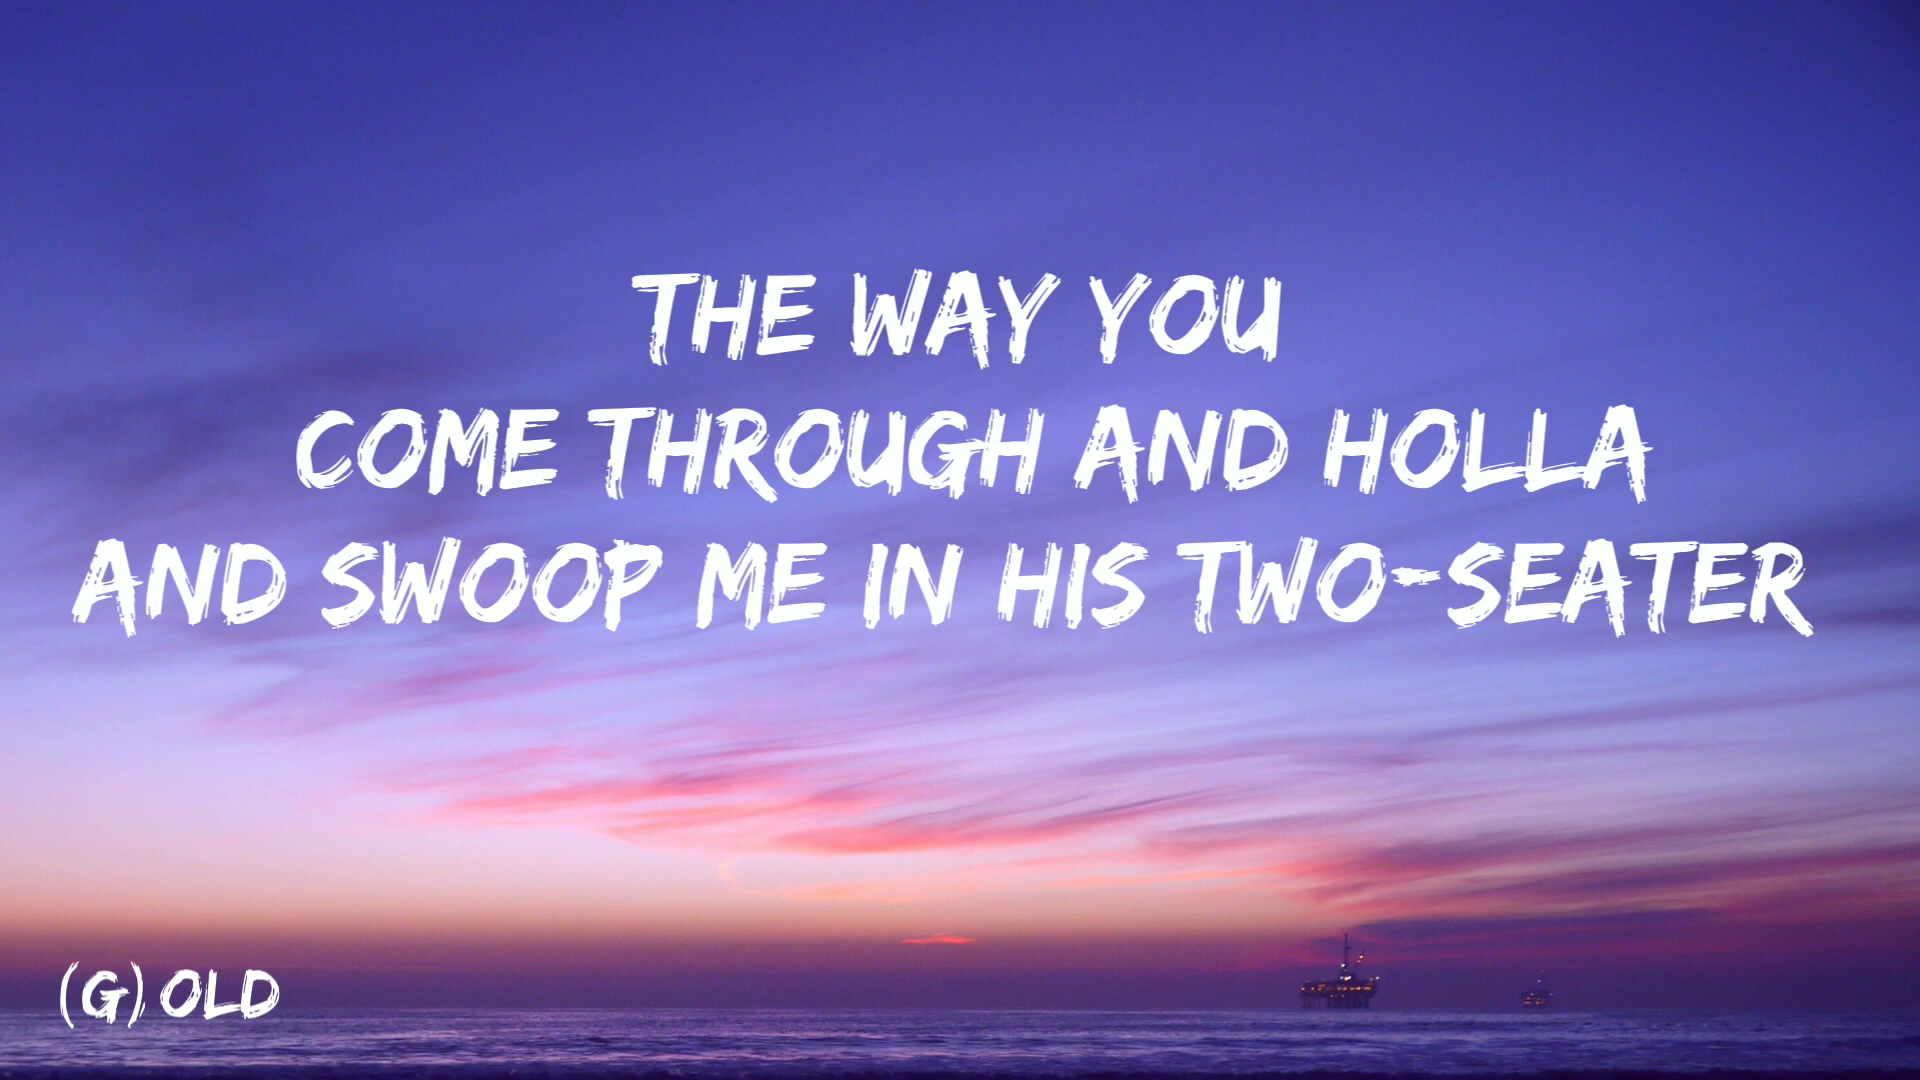 THE WAY YOU
COME THROUGH AND HOLLA
AND SWOOP ME IN HIS TWO-SEATER
(G) OLD